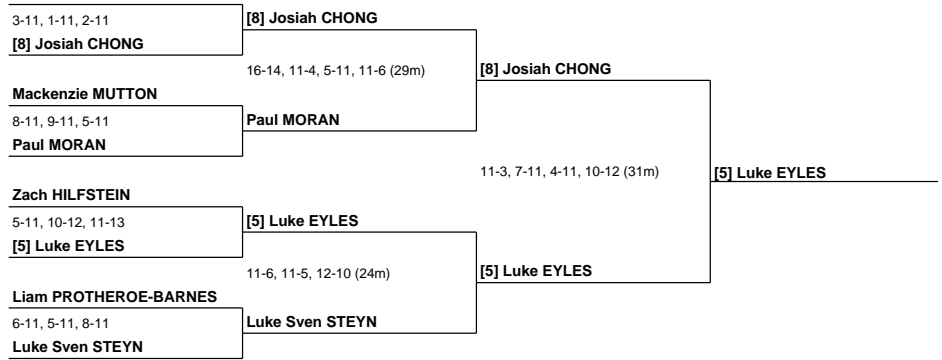 3-11, 1-11, 2-11
[8] Josiah CHONG
[8] Josiah CHONG
16-14, 11-4, 5-11, 11-6 (29m)
[8] Josiah CHONG
Mackenzie MUTTON
8-11, 9-11, 5-11
Paul MORAN
Paul MORAN
11-3, 7-11, 4-11, 10-12 (31m)
[5] Luke EYLES
Zach HILFSTEIN
5-11, 10-12, 11-13
[5] Luke EYLES
[5] Luke EYLES
11-6, 11-5, 12-10 (24m)
[5] Luke EYLES
Liam PROTHEROE-BARNES
6-11, 5-11, 8-11
Luke Sven STEYN
Luke Sven STEYN